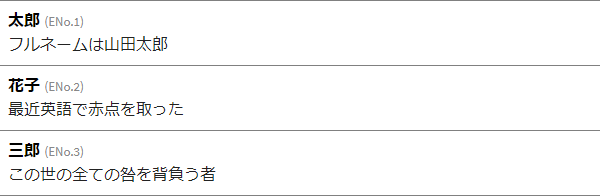 太郎 (ENo.1)
フルネームは山田太郎
花子 (ENo.2)
最近英語で赤点を取った
三郎 (ENo.3)
この世の全ての咎を背負う者